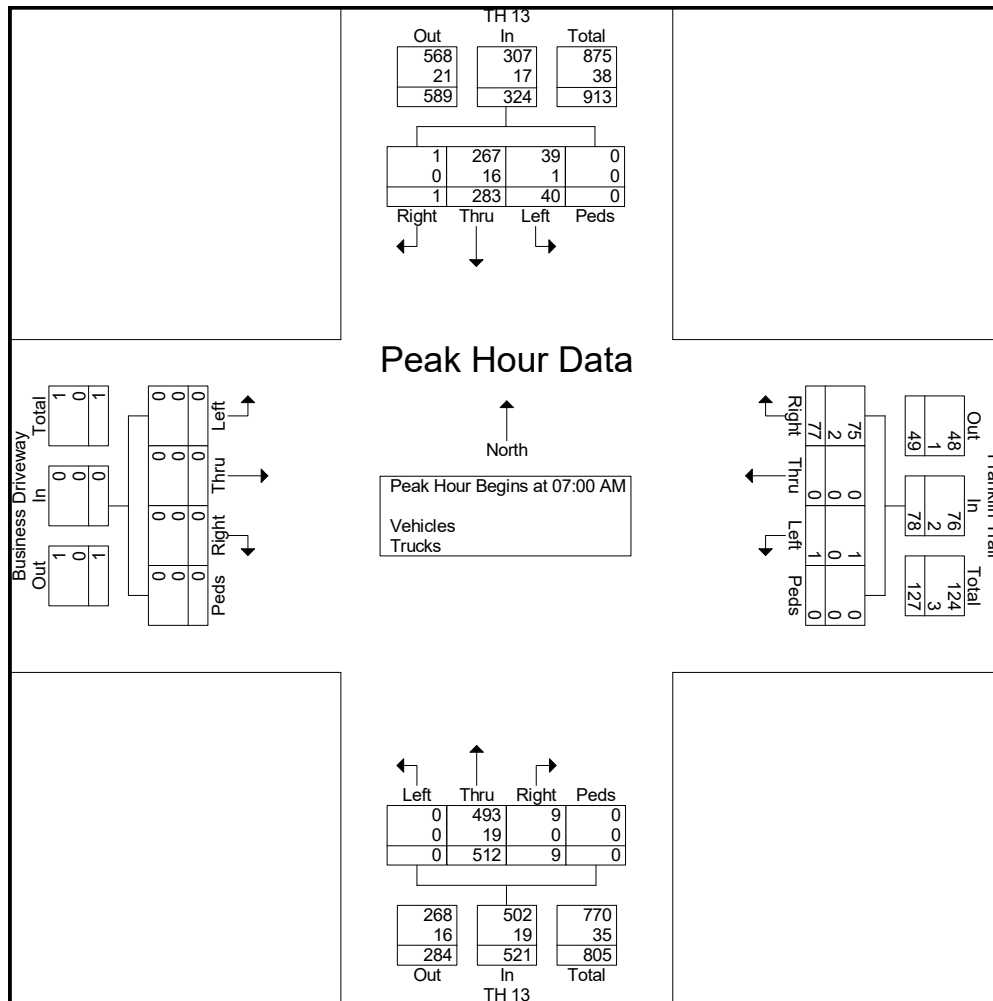 TH 13
Out In Total
568 307 875
21 17 38
589 324 913
1 267 39 0
0 16 1 0
1 283 40 0
Right Thru Left Peds
Peak Hour Data
North
Peak Hour Begins at 07:00 AM
Vehicles
Trucks
Business Driveway
Out In Total
1 0 1
0 0 0
1 0 1
Left Thru Right Peds
0 0 0 0
0 0 0 0
0 0 0 0
Out In Total
48 76 124
1 2 3
49 78 127
75 0 1 0
2 0 0 0
77 0 1 0
Right Thru Left Peds
Left Thru Right Peds
0 493 9 0
0 19 0 0
0 512 9 0
268 502 770
16 19 35
284 521 805
Out In Total
TH 13